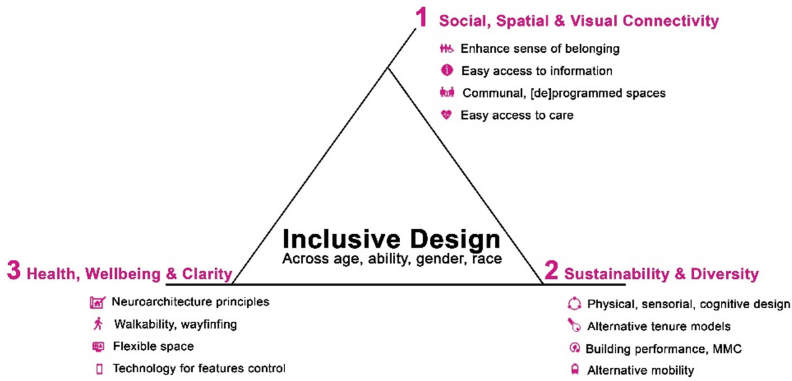 1 Social, Spatial & Visual Connectivity
Enhance sense of belonging
Easy access to information
Communal, [de]programmed spaces
Easy access to care
Inclusive Design
Across age, ability, gender, race
3 Health, Wellbeing & Clarity
Neuroarchitecture principles
Walkability, wayfinfing
Flexible space
Technology for features control
2 Sustainability & Diversity
Physical, sensorial, cognitive design
Alternative tenure models
Building performance, MMC
Alternative mobility